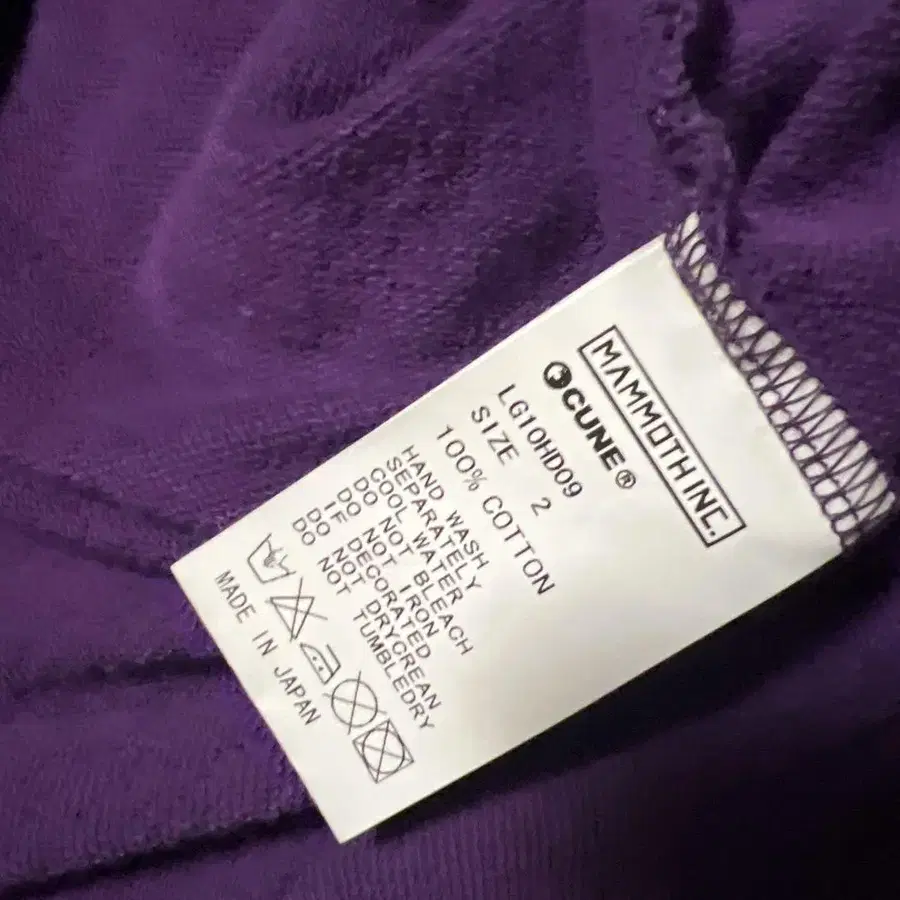 MAMMOTH INC.
CUNE®
LG10HD09
SIZE 2
100% COTTON
HAND WASH
SEPARATELY
COOL WATER
DO NOT BLEACH
DO NOT IRON
IF DECORATED
DO NOT DRYCREAN
DO NOT TUMBLEDRY
MADE IN JAPAN